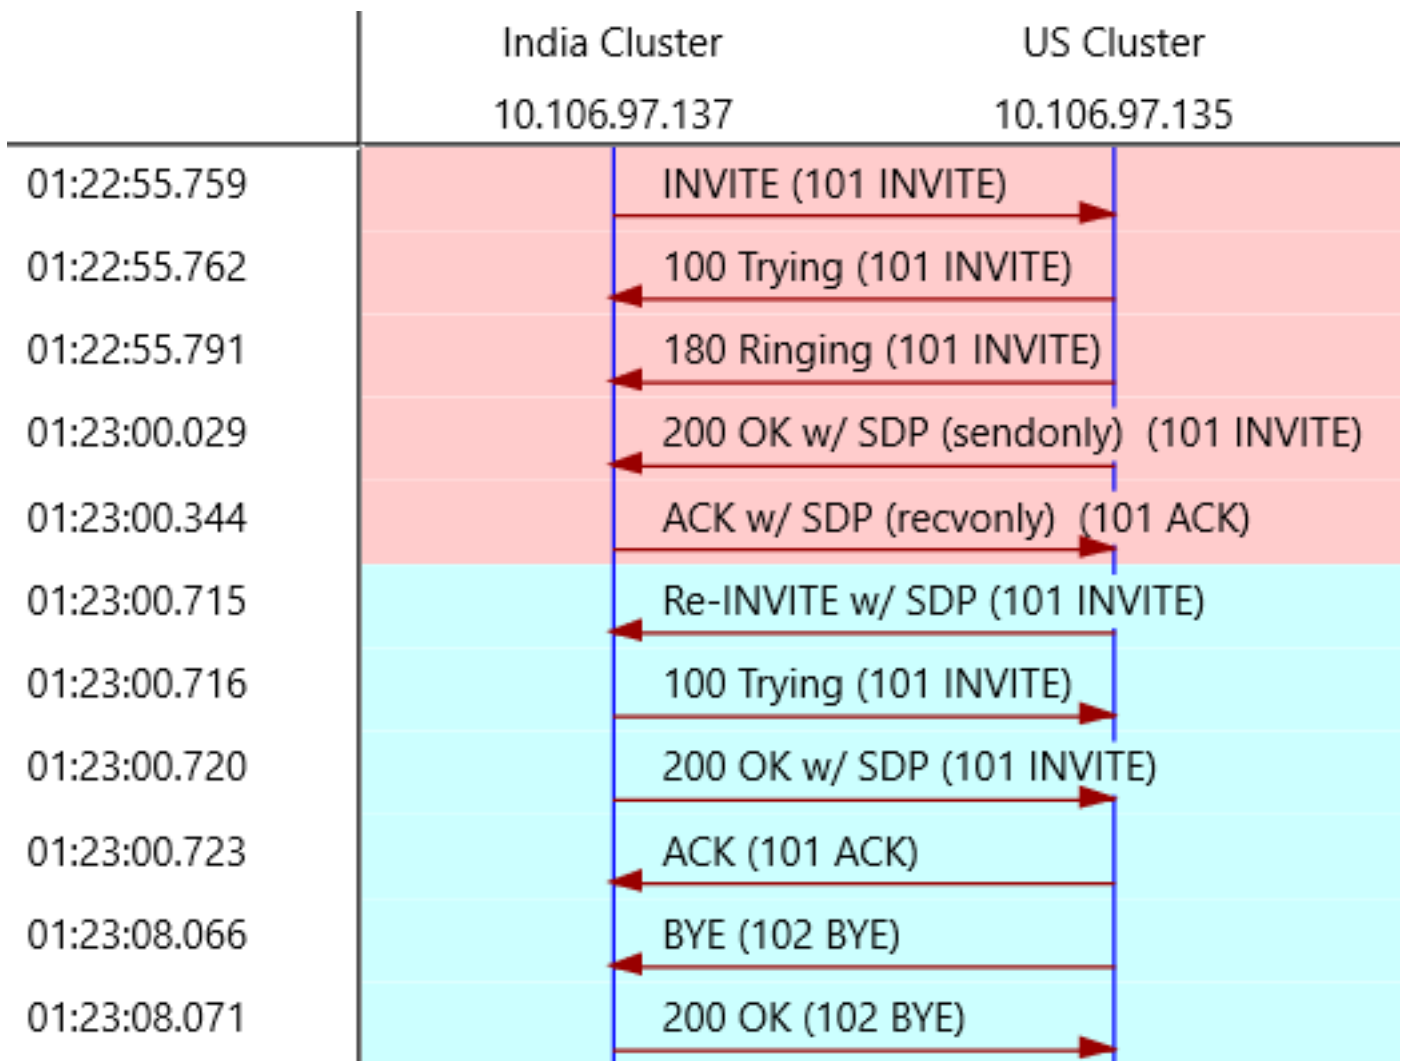 India Cluster US Cluster
10.106.97.137 10.106.97.135
01:22:55.759 INVITE (101 INVITE)
01:22:55.762 100 Trying (101 INVITE)
01:22:55.791 180 Ringing (101 INVITE)
01:23:00.029 200 OK w/ SDP (sendonly) (101 INVITE)
01:23:00.344 ACK w/ SDP (recvonly) (101 ACK)
01:23:00.715 Re-INVITE w/ SDP (101 INVITE)
01:23:00.716 100 Trying (101 INVITE)
01:23:00.720 200 OK w/ SDP (101 INVITE)
01:23:00.723 ACK (101 ACK)
01:23:08.066 BYE (102 BYE)
01:23:08.071 200 OK (102 BYE)